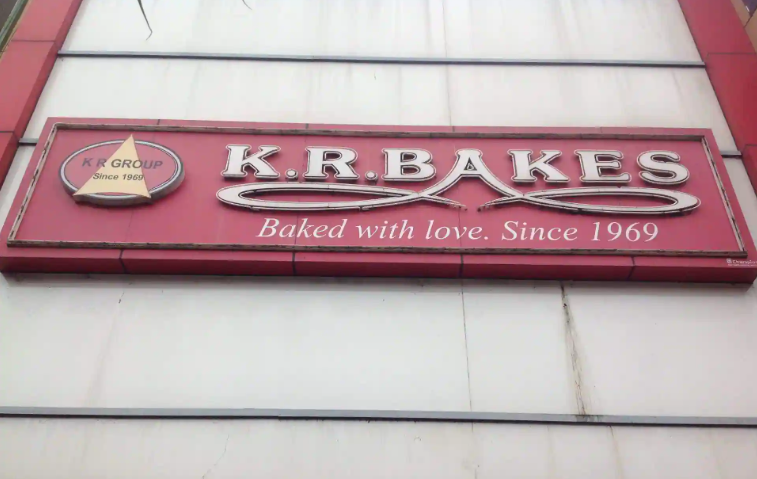 K R GROUP
Since 1969
K.R.BAKES
Baked with love. Since 1969